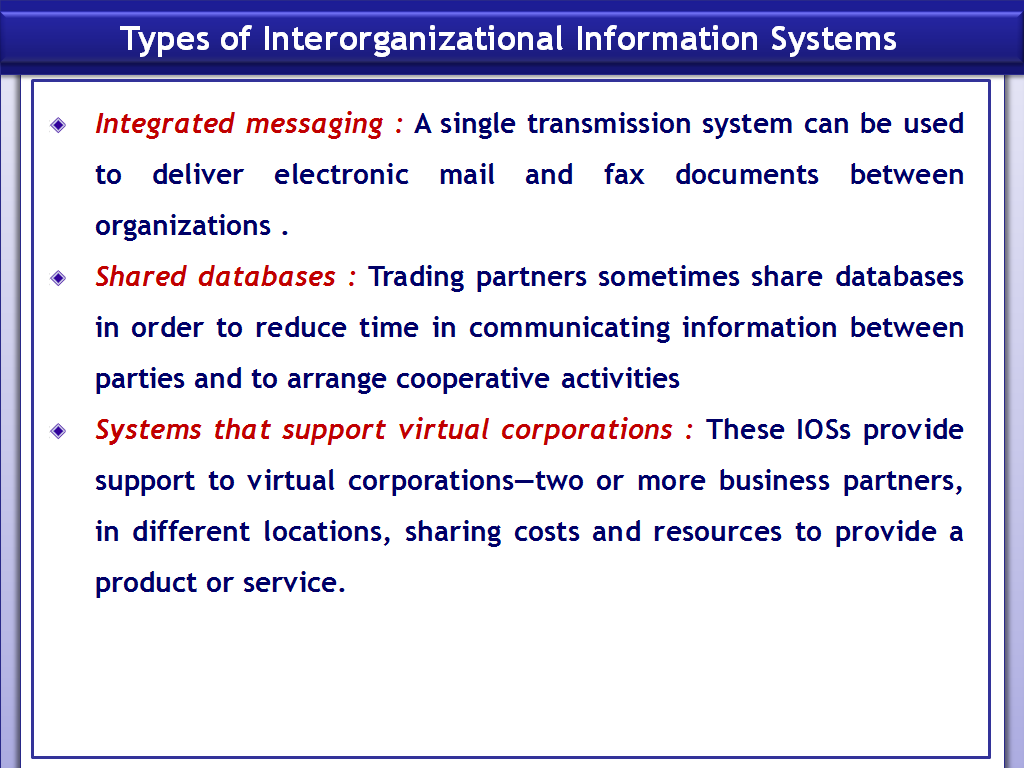 Types of Interorganizational Information Systems
Integrated messaging : A single transmission system can be used
to deliver electronic mail and fax documents between
organizations .
Shared databases : Trading partners sometimes share databases
in order to reduce time in communicating information between
parties and to arrange cooperative activities
Systems that support virtual corporations : These IOSs provide
support to virtual corporations—two or more business partners,
in different locations, sharing costs and resources to provide a
product or service.